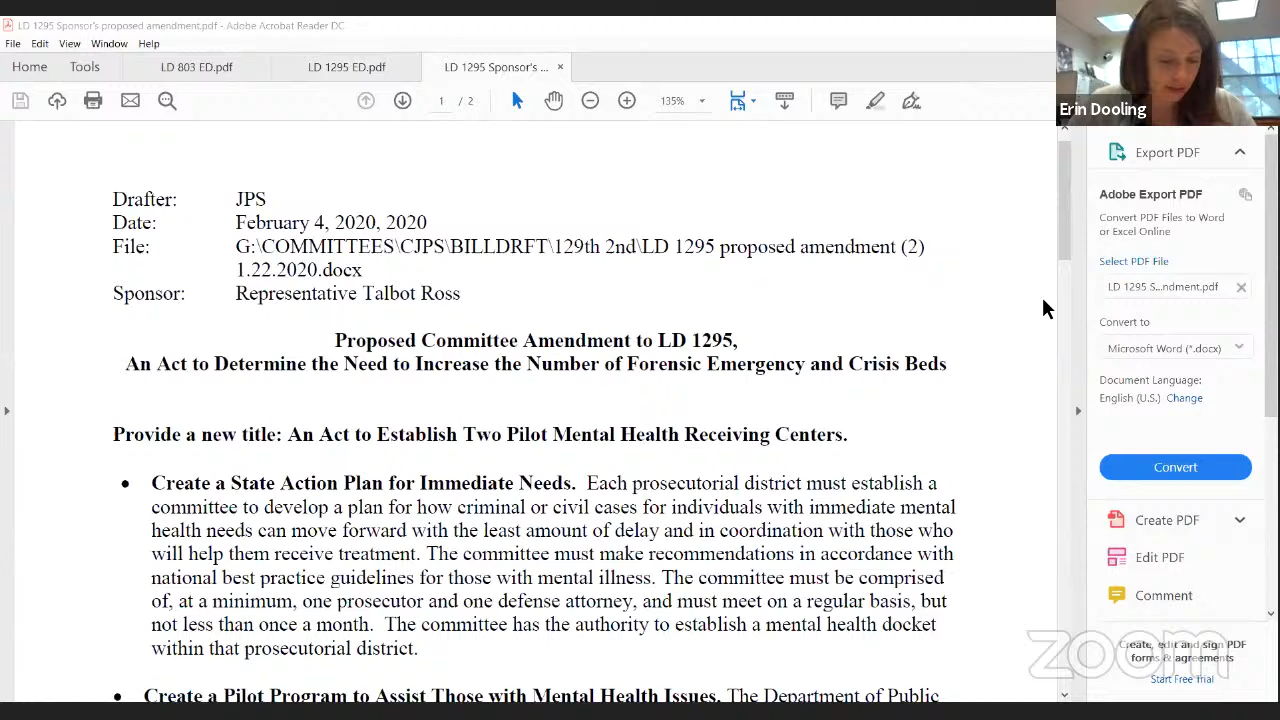 LD 1295 Sponsor's proposed amendment.pdf - Adobe Acrobat Reader DC
File Edit View Window Help
Home Tools LD 803 ED.pdf LD 1295 ED.pdf LD 1295 Sponsor's ... ×
1 / 2 135%
Erin Dooling
Drafter: JPS
Date: February 4, 2020, 2020
File: G:\COMMITTEES\CJPS\BILLDRFT\129th 2nd\LD 1295 proposed amendment (2)
1.22.2020.docx
Sponsor: Representative Talbot Ross
Proposed Committee Amendment to LD 1295,
An Act to Determine the Need to Increase the Number of Forensic Emergency and Crisis Beds
Provide a new title: An Act to Establish Two Pilot Mental Health Receiving Centers.
• Create a State Action Plan for Immediate Needs. Each prosecutorial district must establish a
committee to develop a plan for how criminal or civil cases for individuals with immediate mental
health needs can move forward with the least amount of delay and in coordination with those who
will help them receive treatment. The committee must make recommendations in accordance with
national best practice guidelines for those with mental illness. The committee must be comprised
of, at a minimum, one prosecutor and one defense attorney, and must meet on a regular basis, but
not less than once a month. The committee has the authority to establish a mental health docket
within that prosecutorial district.
• Create a Pilot Program to Assist Those with Mental Health Issues. The Department of Public
Export PDF
Adobe Export PDF
Convert PDF Files to Word
or Excel Online
Select PDF File
LD 1295 S...ndment.pdf
Convert to
Microsoft Word (*.docx)
Document Language:
English (U.S.) Change
Convert
Create PDF
Edit PDF
Comment
Create, edit and sign PDF
forms & agreements
Start Free Trial
zoom